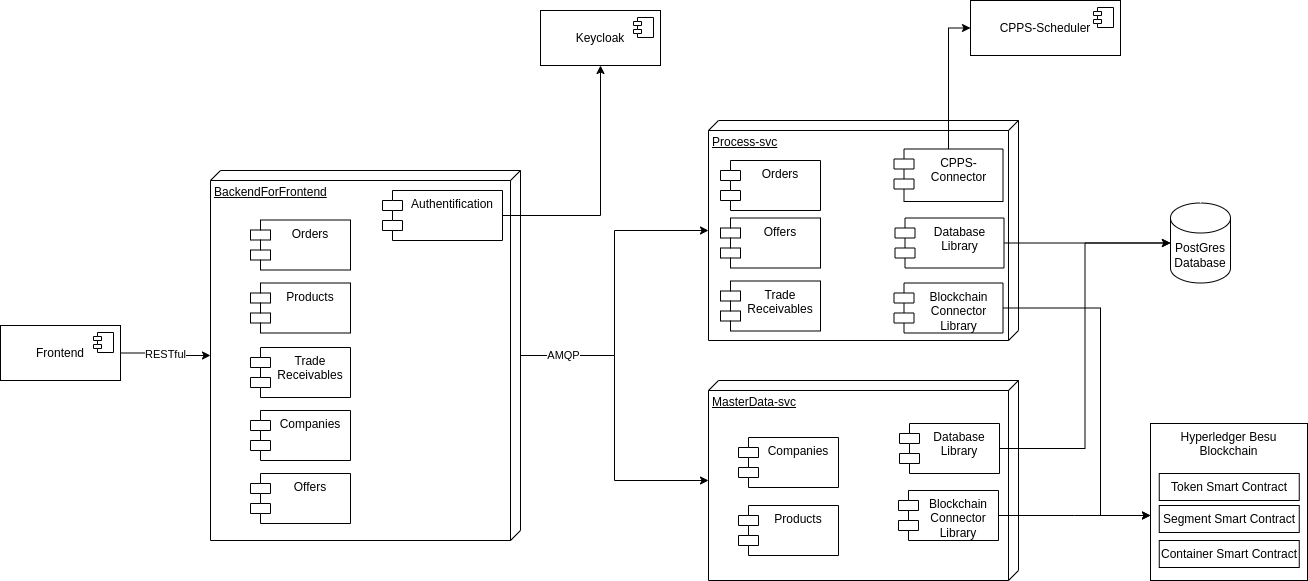 Keycloak
CPPS-Scheduler
BackendForFrontend
Authentification
Orders
Products
Trade
Receivables
Companies
Offers
Frontend
RESTful
AMQP
Process-svc
Orders
CPPS-
Connector
Offers
Database
Library
Trade
Receivables
Blockchain
Connector
Library
PostGres
Database
MasterData-svc
Companies
Database
Library
Products
Blockchain
Connector
Library
Hyperledger Besu
Blockchain
Token Smart Contract
Segment Smart Contract
Container Smart Contract